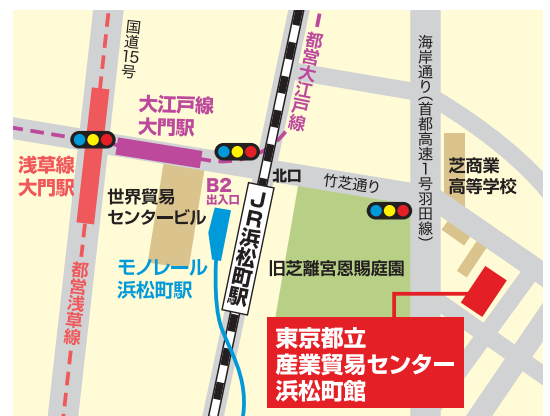 国道15号
都営大江戸線
海岸通り(首都高速1号羽田線)
大江戸線
大門駅
浅草線
大門駅
世界貿易
センタービル
B2
出入口
北口
竹芝通り
芝商業
高等学校
JR浜松町駅
モノレール
浜松町駅
旧芝離宮恩賜庭園
都営浅草線
東京都立
産業貿易センター
浜松町館